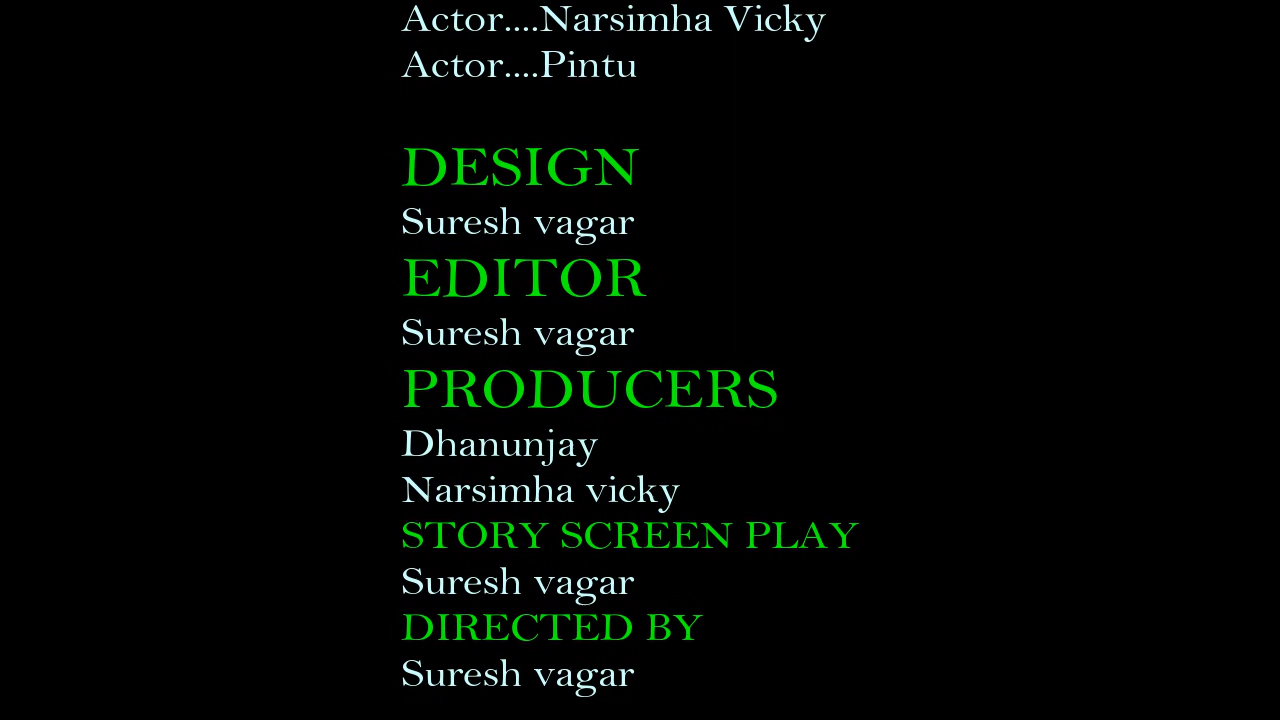 Actor....Narsimha Vicky
Actor....Pintu
DESIGN
Suresh vagar
EDITOR
Suresh vagar
PRODUCERS
Dhanunjay
Narsimha vicky
STORY SCREEN PLAY
Suresh vagar
DIRECTED BY
Suresh vagar